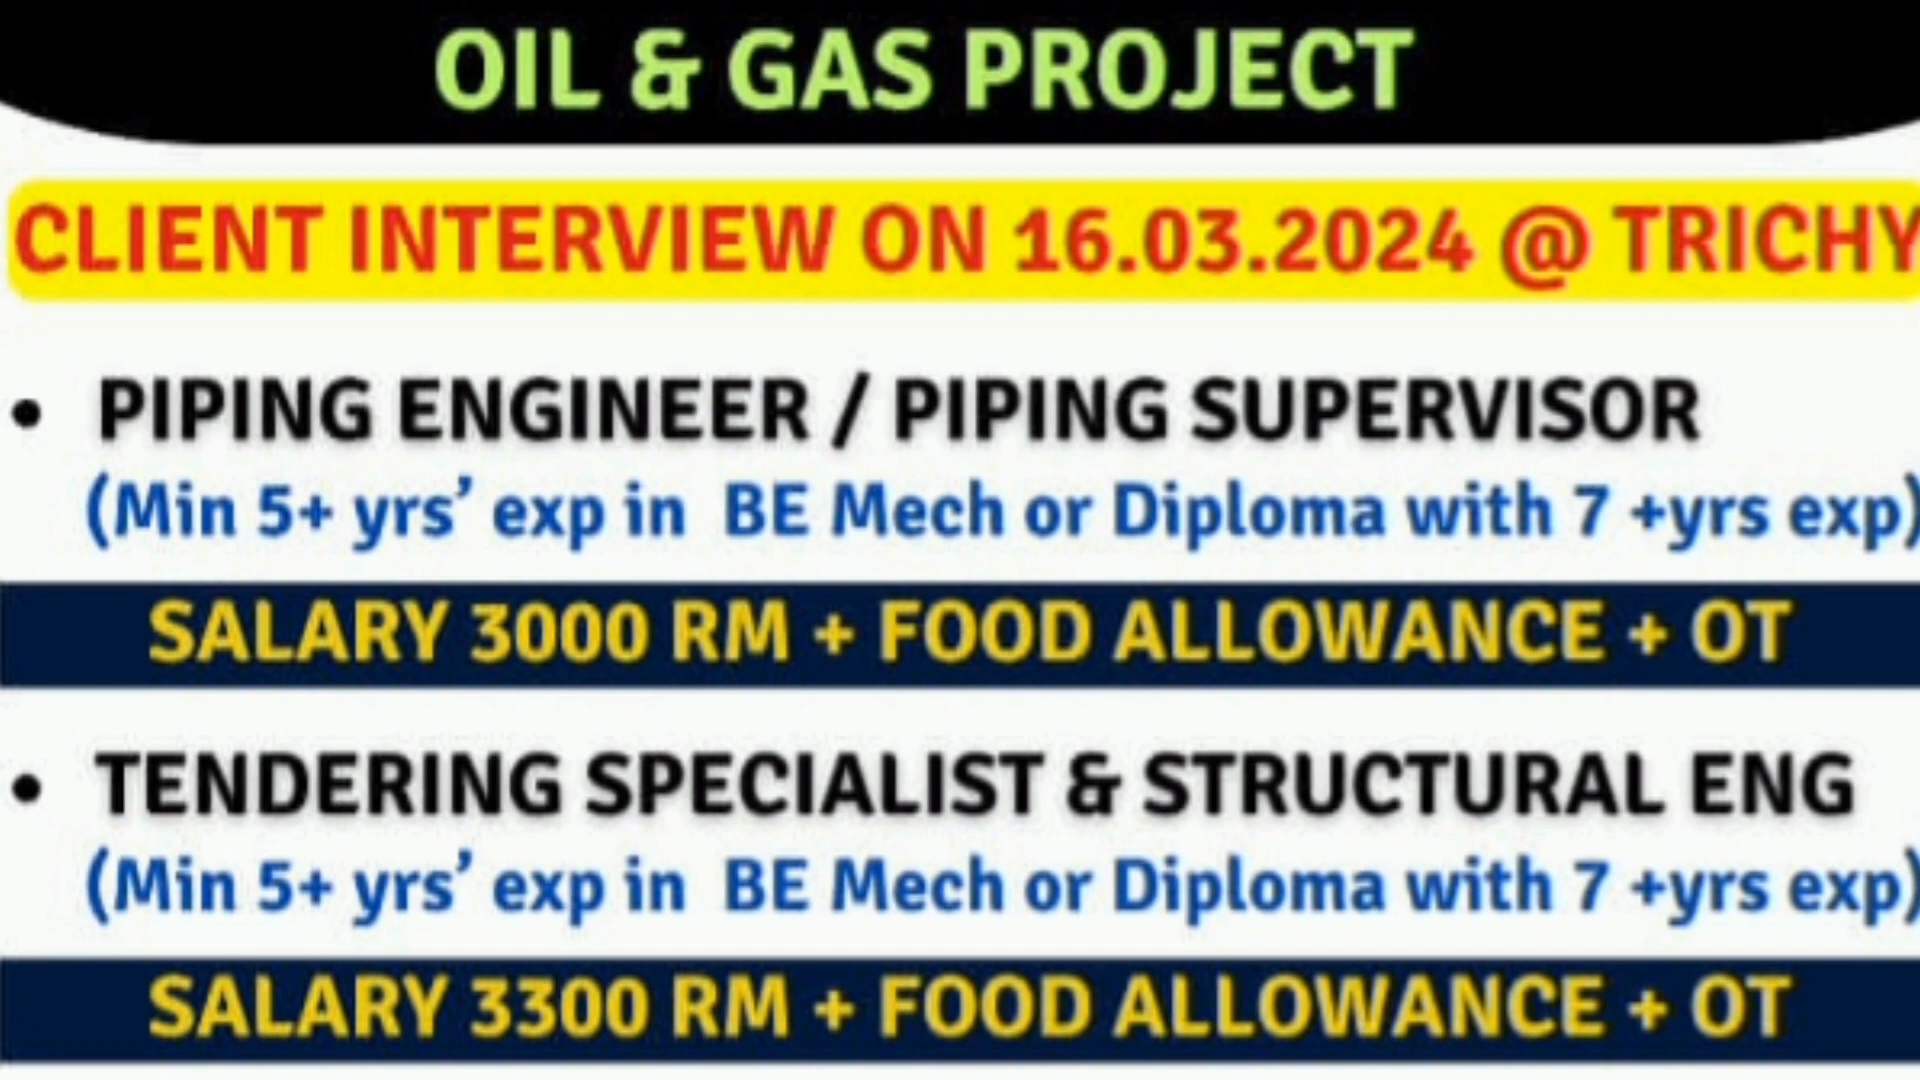 OIL & GAS PROJECT
CLIENT INTERVIEW ON 16.03.2024 @ TRICHY
• PIPING ENGINEER / PIPING SUPERVISOR
(Min 5+ yrs’ exp in BE Mech or Diploma with 7 +yrs exp)
SALARY 3000 RM + FOOD ALLOWANCE + OT
• TENDERING SPECIALIST & STRUCTURAL ENG
(Min 5+ yrs’ exp in BE Mech or Diploma with 7 +yrs exp)
SALARY 3300 RM + FOOD ALLOWANCE + OT